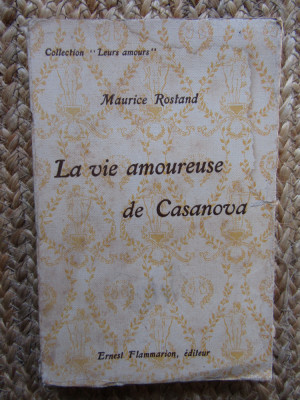 Collection "Leurs amours"
Maurice Rostand
La vie amoureuse
de Casanova
Ernest Flammarion, éditeur